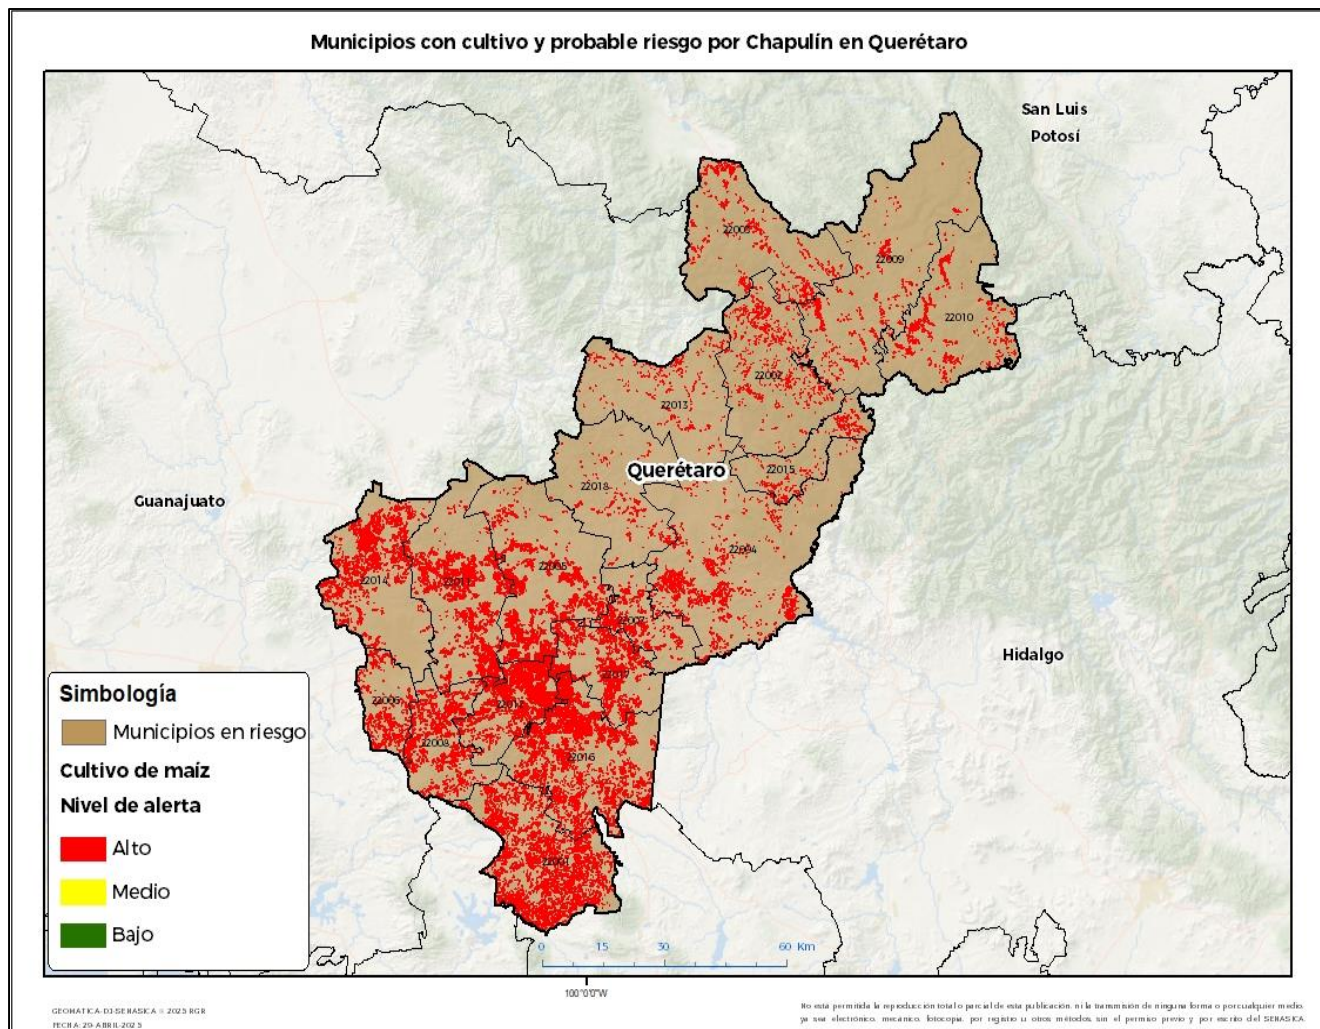 Municipios con cultivo y probable riesgo por Chapulín en Querétaro
San Luis
Potosí
22009
22010
22002
22013
Querétaro
22015
22018
Guanajuato
22004
22014
22011
22007
Hidalgo
22017
22006
22008
22016
22001
Simbología
Municipios en riesgo
Cultivo de maíz
Nivel de alerta
Alto
Medio
Bajo
0 15 30 60 Km
100°0'0"W
GEOMATICA-DJ-SENASICA © 2025 RGR
FECHA: 29-ABRIL-2025
No está permitida la reproducción total o parcial de esta publicación, ni la transmisión de ninguna forma o por cualquier medio,
ya sea electrónico, mecánico, fotocopia, por registro u otros métodos, sin el permiso previo y por escrito del SENASICA.